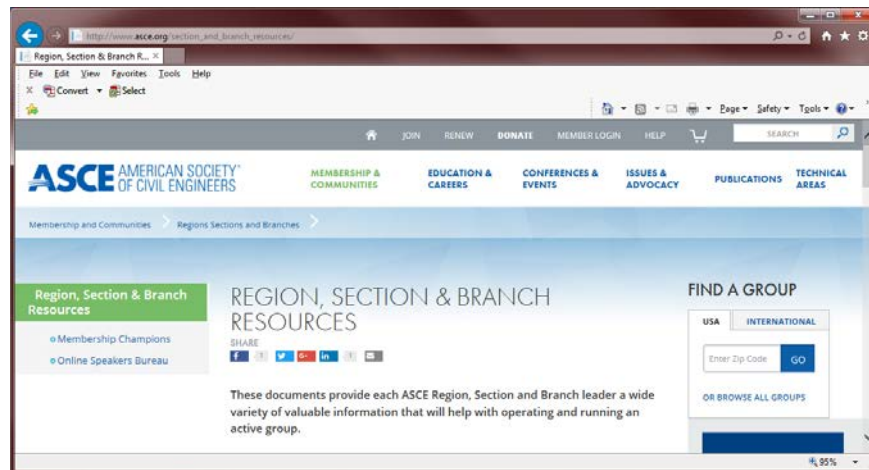 http://www.asce.org/section_and_branch_resources/
Region, Section & Branch R...
File Edit View Favorites Tools Help
Convert Select
Page Safety Tools
JOIN RENEW DONATE MEMBER LOGIN HELP SEARCH
ASCE AMERICAN SOCIETY
OF CIVIL ENGINEERS
MEMBERSHIP &
COMMUNITIES
EDUCATION &
CAREERS
CONFERENCES &
EVENTS
ISSUES &
ADVOCACY
PUBLICATIONS
TECHNICAL
AREAS
Membership and Communities Regions Sections and Branches
Region, Section & Branch
Resources
Membership Champions
Online Speakers Bureau
REGION, SECTION & BRANCH
RESOURCES
SHARE
f 1 G+ in 1
These documents provide each ASCE Region, Section and Branch leader a wide
variety of valuable information that will help with operating and running an
active group.
FIND A GROUP
USA INTERNATIONAL
Enter Zip Code GO
OR BROWSE ALL GROUPS
95%